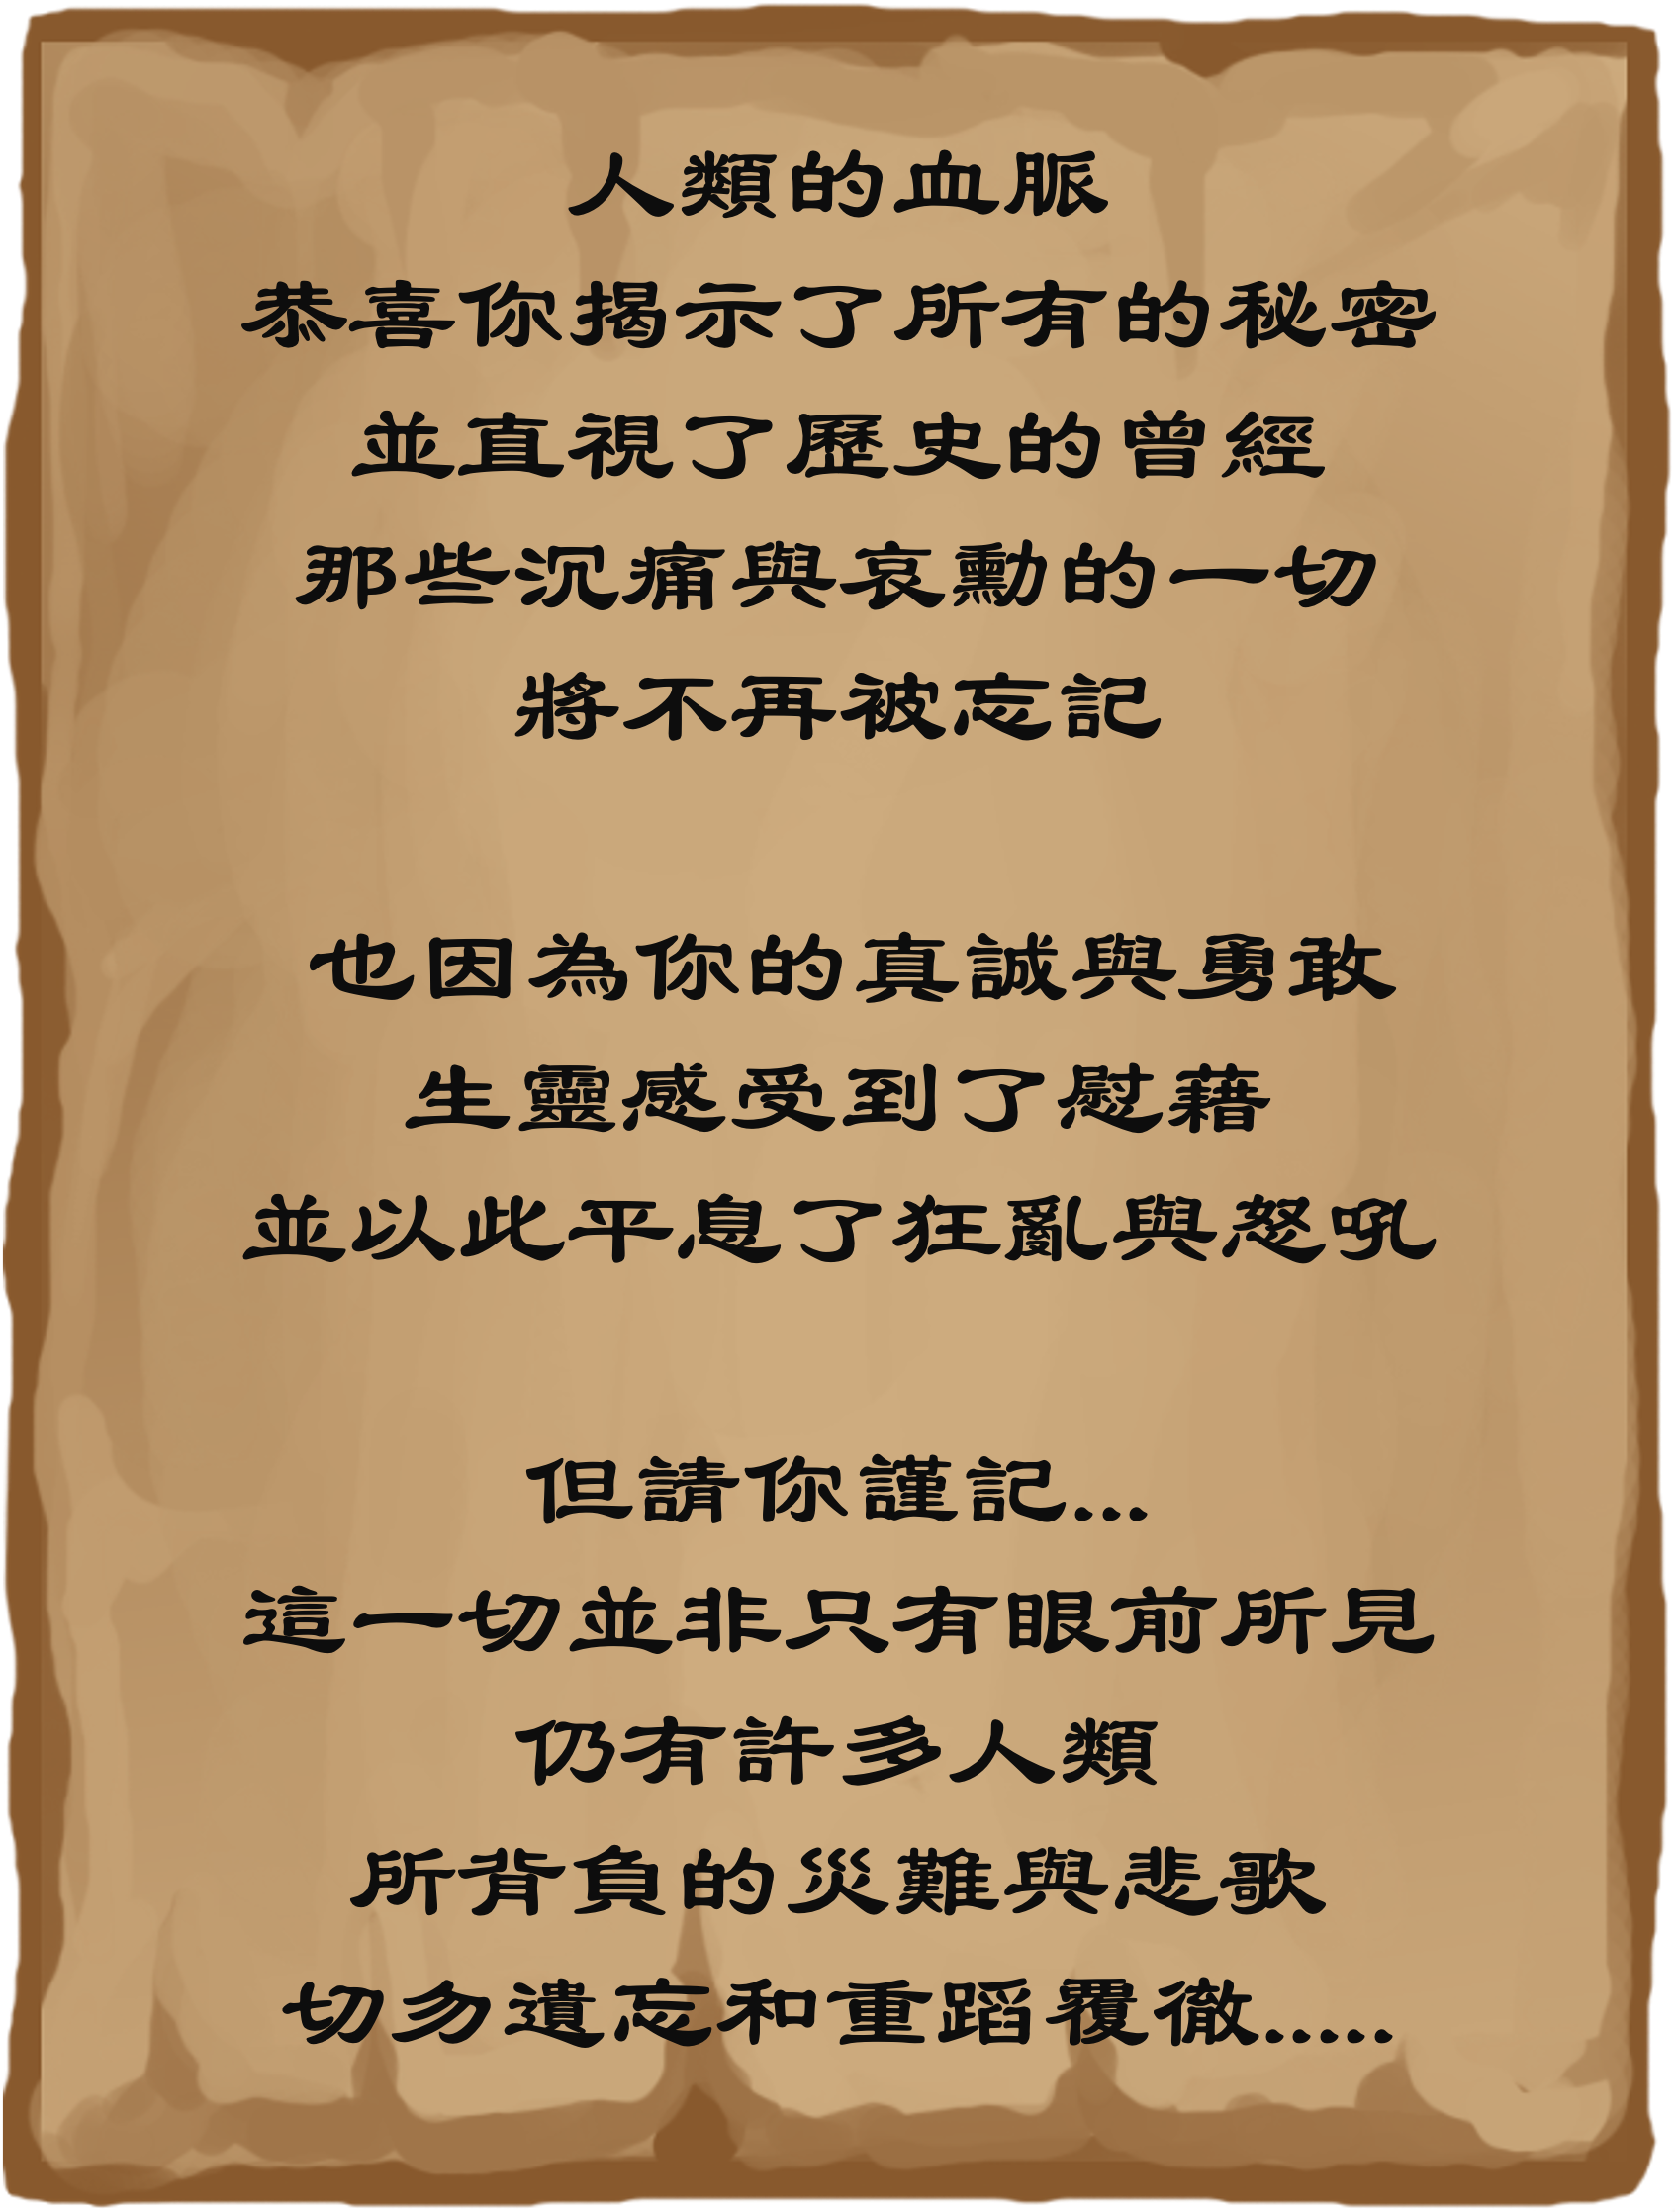 人類的血脈
恭喜你揭示了所有的秘密
並直視了歷史的曾經
那些沉痛與哀勳的一切
將不再被忘記
也因為你的真誠與勇敢
生靈感受到了慰藉
並以此平息了狂亂與怒吼
但請你謹記...
這一切並非只有眼前所見
仍有許多人類
所背負的災難與悲歌
切勿遺忘和重蹈覆徹.....